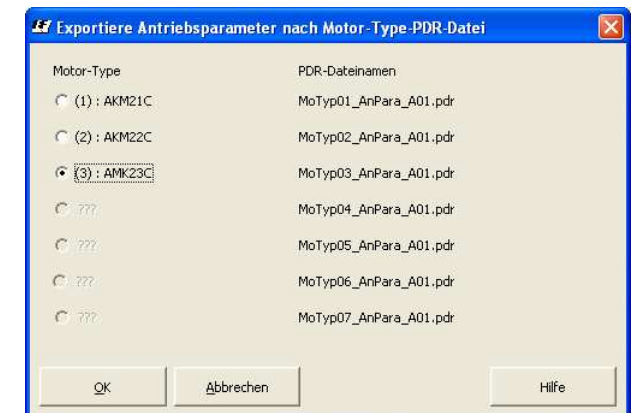 Exportiere Antriebsparameter nach Motor-Type-PDR-Datei
Motor-Type PDR-Dateinamen
(1) : AKM21C MoTyp01_AnPara_A01.pdr
(2) : AKM22C MoTyp02_AnPara_A01.pdr
(3) : AMK23C MoTyp03_AnPara_A01.pdr
??? MoTyp04_AnPara_A01.pdr
??? MoTyp05_AnPara_A01.pdr
??? MoTyp06_AnPara_A01.pdr
??? MoTyp07_AnPara_A01.pdr
OK Abbrechen Hilfe